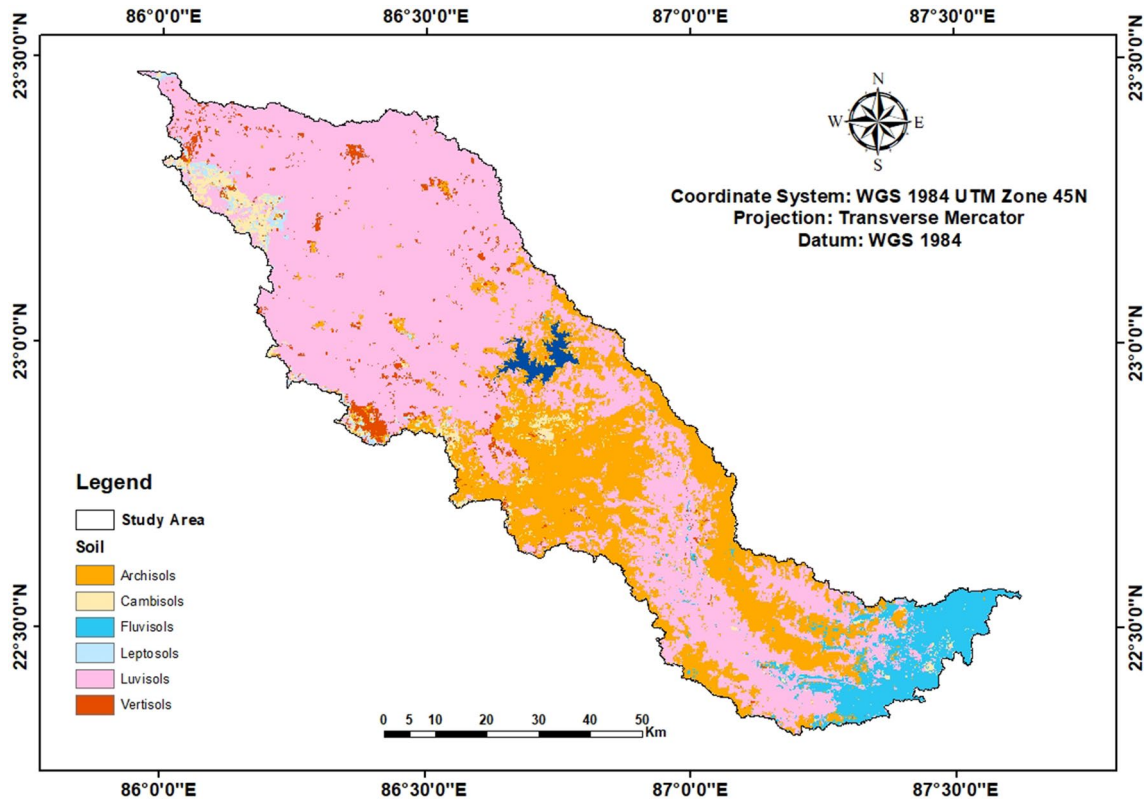 86°0'0"N 86°30'0"N 87°0'0"N 87°30'0"N
23°30'0"N 23°30'0"N
N
W E
S
Coordinate System: WGS 1984 UTM Zone 45N
Projection: Transverse Mercator
Datum: WGS 1984
23°0'0"N 23°0'0"N
Legend
Study Area
Soil
Archisols
Cambisols
Fluvisols
Leptosols
Luvisols
Vertisols
22°30'0"N 22°30'0"N
0 5 10 20 30 40 50
Km
86°0'0"N 86°30'0"N 87°0'0"N 87°30'0"N